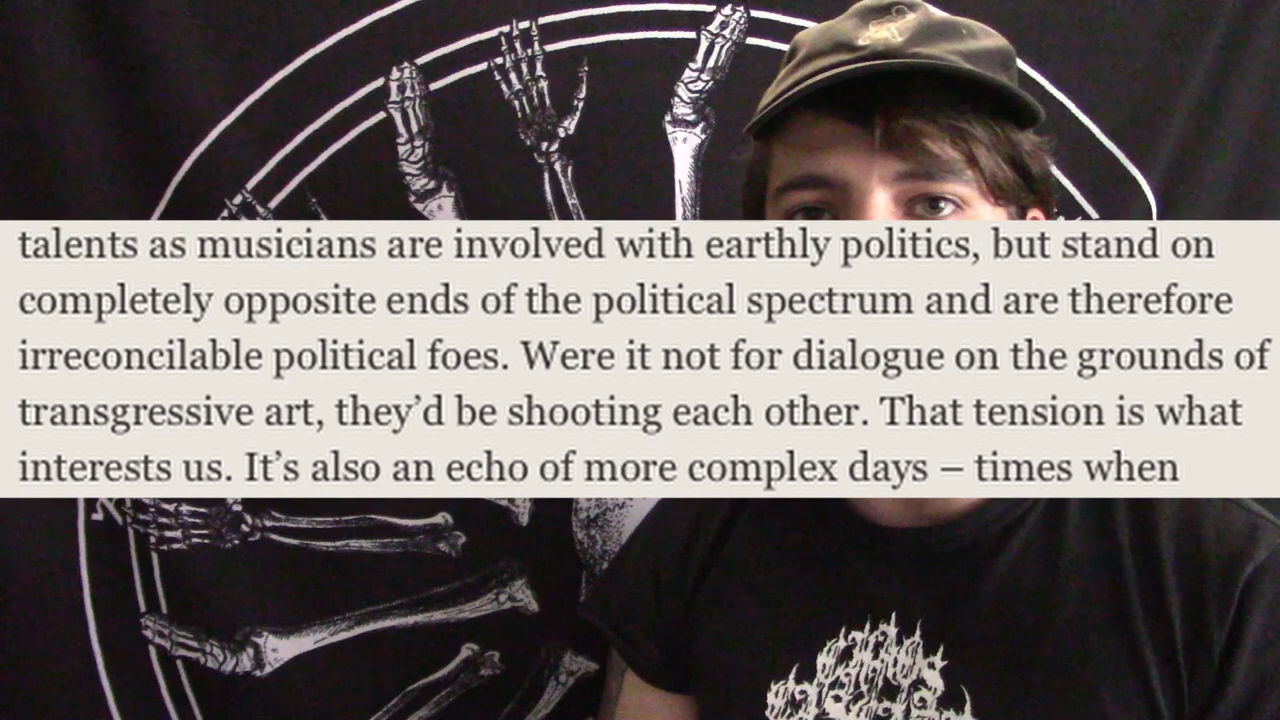 talents as musicians are involved with earthly politics, but stand on
completely opposite ends of the political spectrum and are therefore
irreconcilable political foes. Were it not for dialogue on the grounds of
transgressive art, they’d be shooting each other. That tension is what
interests us. It’s also an echo of more complex days – times when